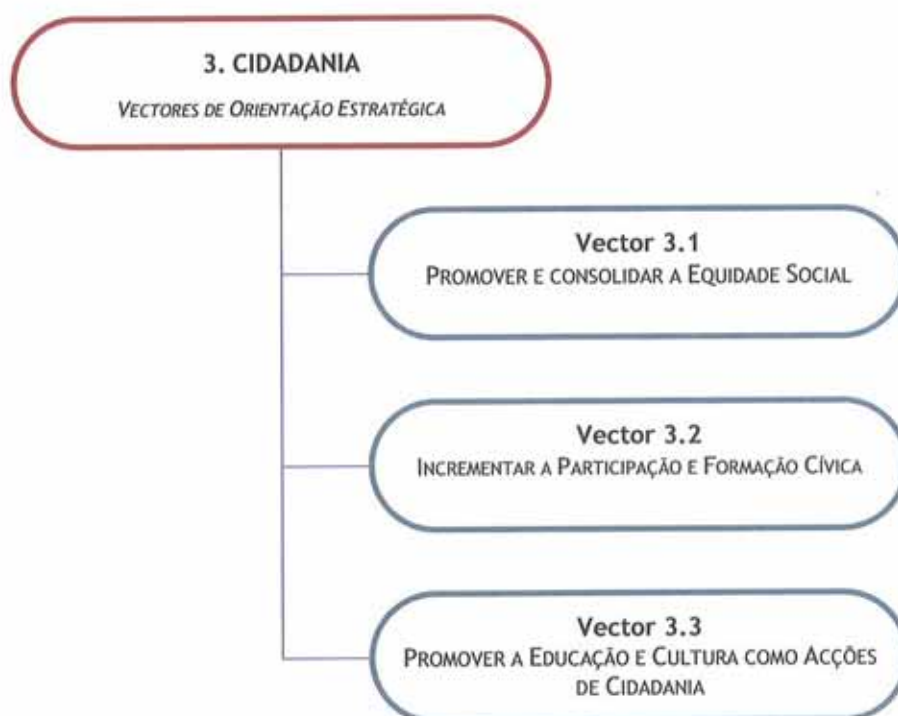 3. CIDADANIA
VECTORES DE ORIENTAÇÃO ESTRATÉGICA
Vector 3.1
PROMOVER E CONSOLIDAR A EQUIDADE SOCIAL
Vector 3.2
INCREMENTAR A PARTICIPAÇÃO E FORMAÇÃO CÍVICA
Vector 3.3
PROMOVER A EDUCAÇÃO E CULTURA COMO ACÇÕES
DE CIDADANIA